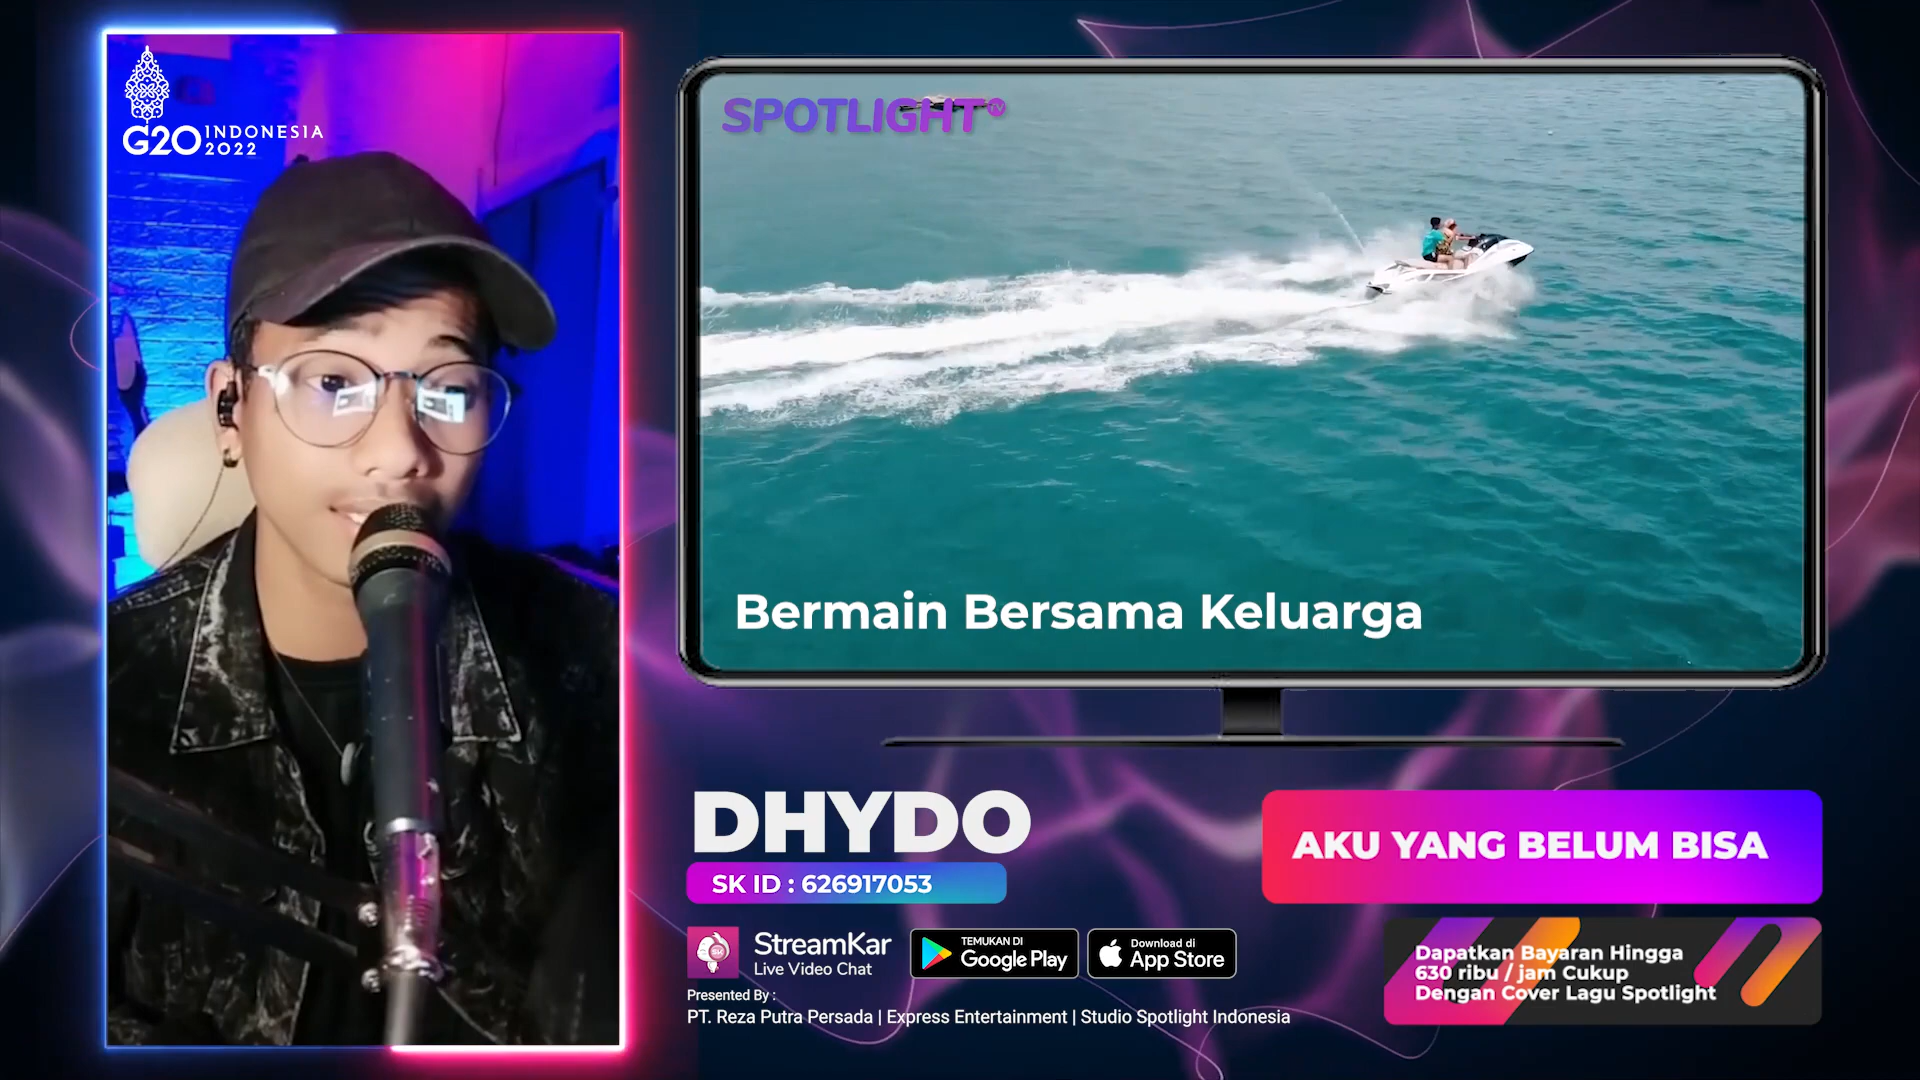 G20 INDONESIA
2022
SPOTLIGHT TV
Bermain Bersama Keluarga
DHYDO
SK ID : 626917053
AKU YANG BELUM BISA
StreamKar
Live Video Chat
TEMUKAN DI
Google Play
Download di
App Store
Dapatkan Bayaran Hingga
630 ribu / jam Cukup
Dengan Cover Lagu Spotlight
Presented By :
PT. Reza Putra Persada | Express Entertainment | Studio Spotlight Indonesia